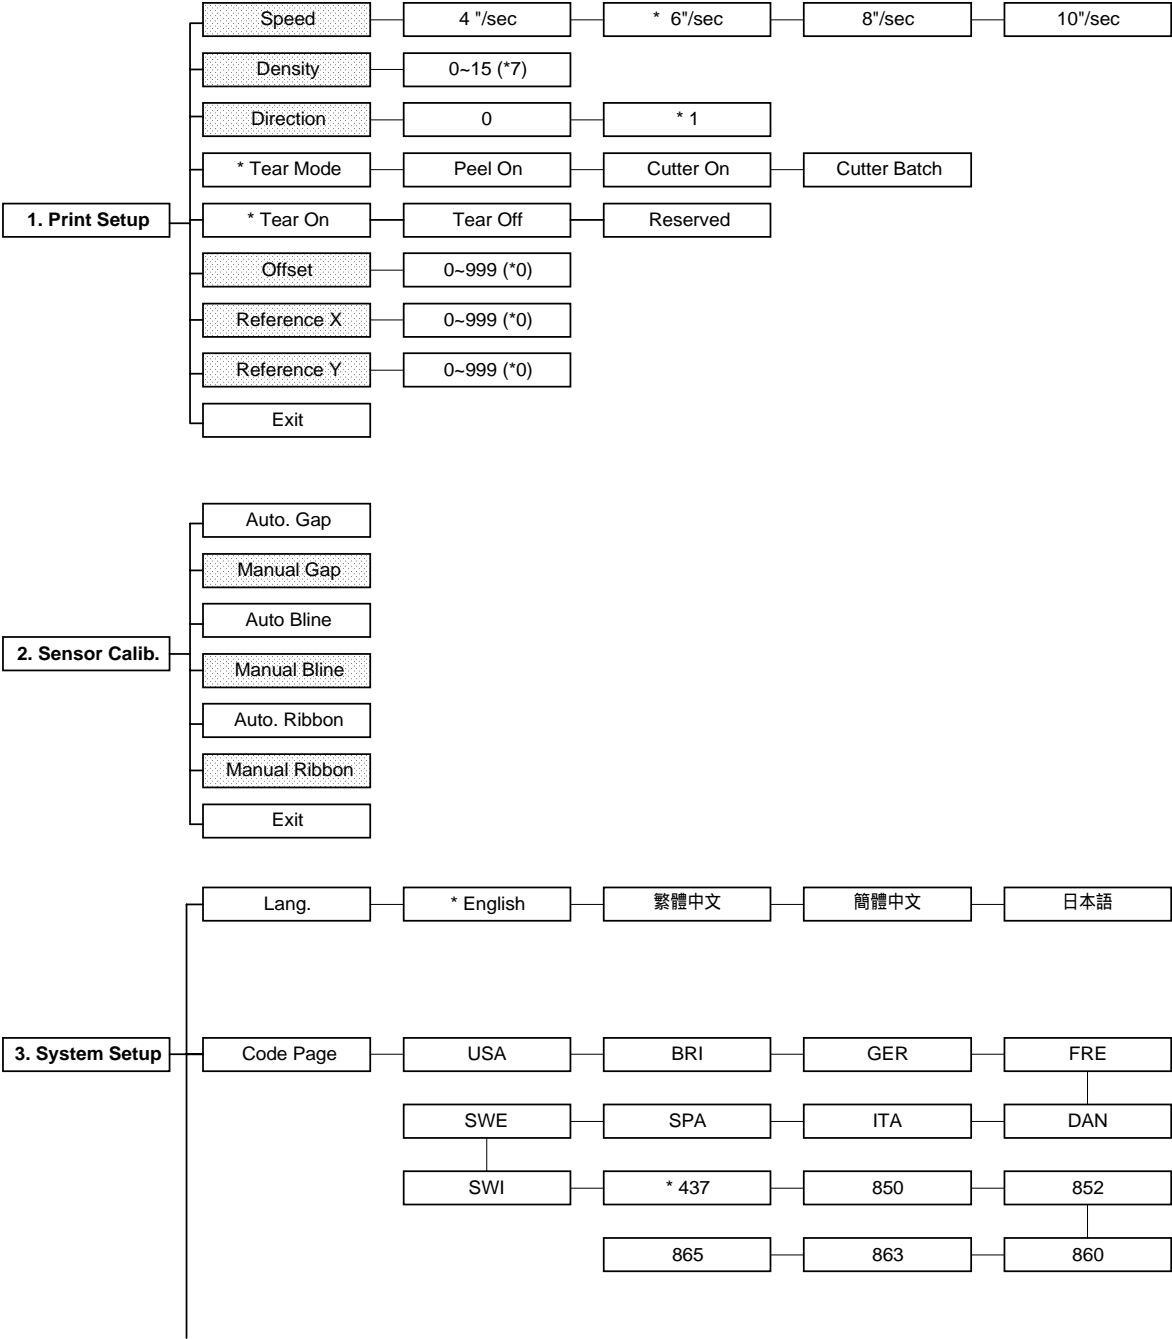 Speed 4 "/sec * 6"/sec 8"/sec 10"/sec
Density 0~15 (*7)
Direction 0 * 1
* Tear Mode Peel On Cutter On Cutter Batch
1. Print Setup * Tear On Tear Off Reserved
Offset 0~999 (*0)
Reference X 0~999 (*0)
Reference Y 0~999 (*0)
Exit
Auto. Gap
Manual Gap
Auto Bline
2. Sensor Calib.
Manual Bline
Auto. Ribbon
Manual Ribbon
Exit
Lang. * English 繁體中文 簡體中文 日本語
3. System Setup Code Page USA BRI GER FRE
SWE SPA ITA DAN
SWI * 437 850 852
865 863 860